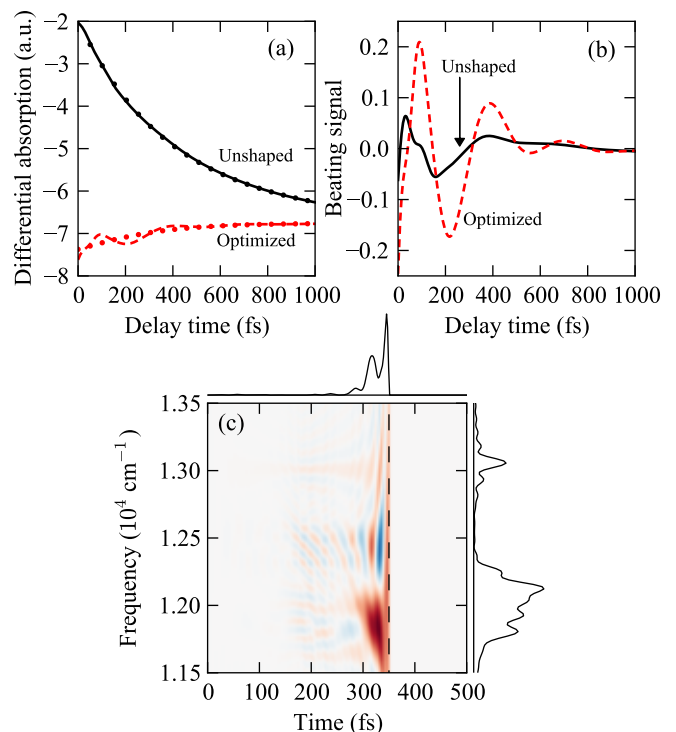 Differential absorption (a.u.)
−2
−3
−4
−5
−6
−7
−8
(a)
Unshaped
Optimized
0 200 400 600 800 1000
Delay time (fs)
Beating signal
0.2
0.1
0.0
−0.1
−0.2
(b)
Unshaped
Optimized
0 200 400 600 800 1000
Delay time (fs)
Frequency (10⁴ cm⁻¹)
1.35
1.30
1.25
1.20
1.15
(c)
0 100 200 300 400 500
Time (fs)